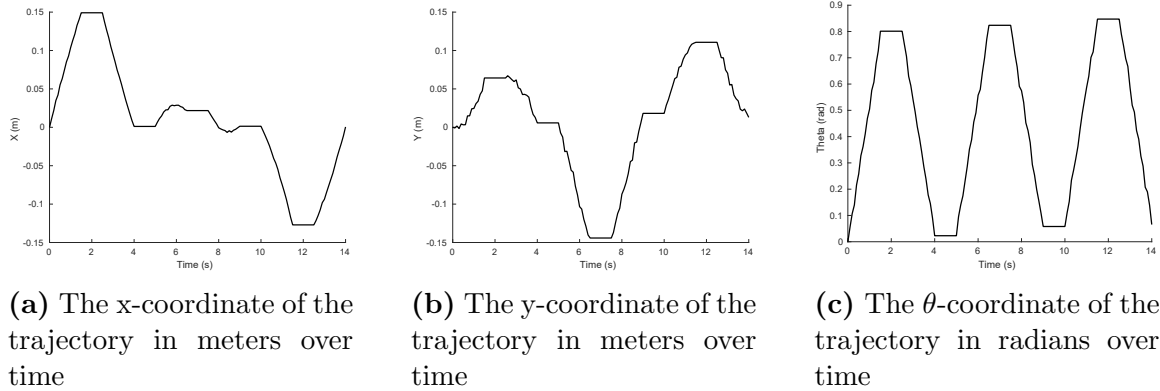 0.15
0.1
0.05
0
-0.05
-0.1
-0.15
X (m)
0 2 4 6 8 10 12 14
Time (s)
(a) The x-coordinate of the
trajectory in meters over
time
0.15
0.1
0.05
0
-0.05
-0.1
-0.15
Y (m)
0 2 4 6 8 10 12 14
Time (s)
(b) The y-coordinate of the
trajectory in meters over
time
0.9
0.8
0.7
0.6
0.5
0.4
0.3
0.2
0.1
0
Theta (rad)
0 2 4 6 8 10 12 14
Time (s)
(c) The θ-coordinate of the
trajectory in radians over
time